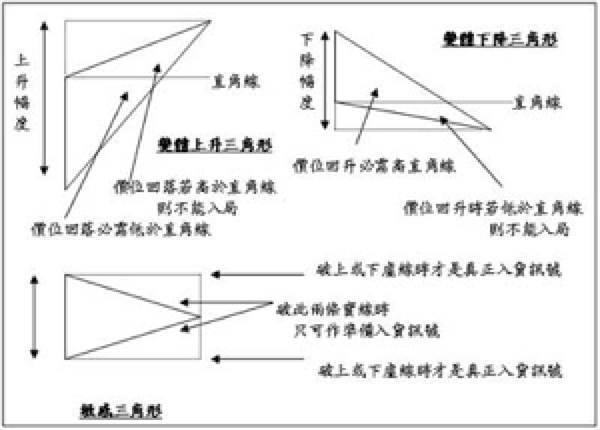 上升幅度
直角線
變體上升三角形
價位回落若高於直角線
則不能入局
價位回落必需低於直角線
下降幅度
變體下降三角形
直角線
價位回升必需高直角線
價位回升時若低於直角線
則不能入局
破上或下虛線時才是真正入貨訊號
破此兩條實線時
只可作準備入貨訊號
破上或下虛線時才是真正入貨訊號
敏感三角形